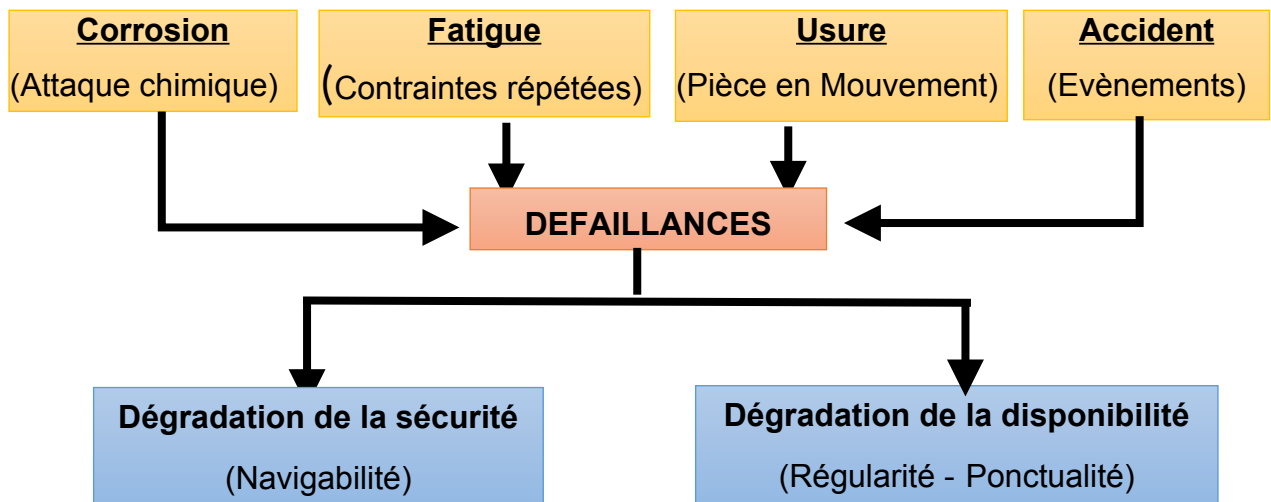 Corrosion
(Attaque chimique)
Fatigue
(Contraintes répétées)
Usure
(Pièce en Mouvement)
Accident
(Evènements)
DEFAILLANCES
Dégradation de la sécurité
(Navigabilité)
Dégradation de la disponibilité
(Régularité - Ponctualité)